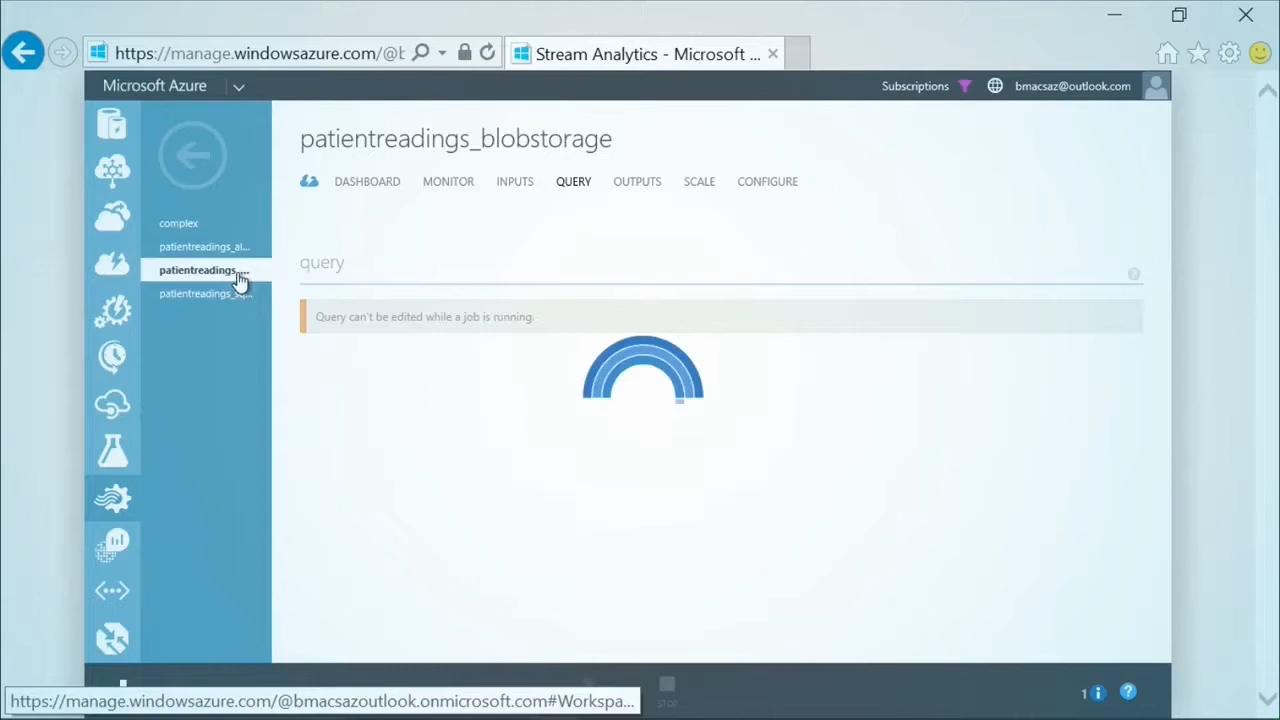 https://manage.windowsazure.com/@b
Stream Analytics - Microsoft ...
Microsoft Azure
Subscriptions
bmacsaz@outlook.com
patientreadings_blobstorage
DASHBOARD MONITOR INPUTS QUERY OUTPUTS SCALE CONFIGURE
complex
patientreadings_al...
patientreadings_...
patientreadings_sq...
query
Query can't be edited while a job is running.
STOP
1
https://manage.windowsazure.com/@bmacsazoutlook.onmicrosoft.com#Workspa...